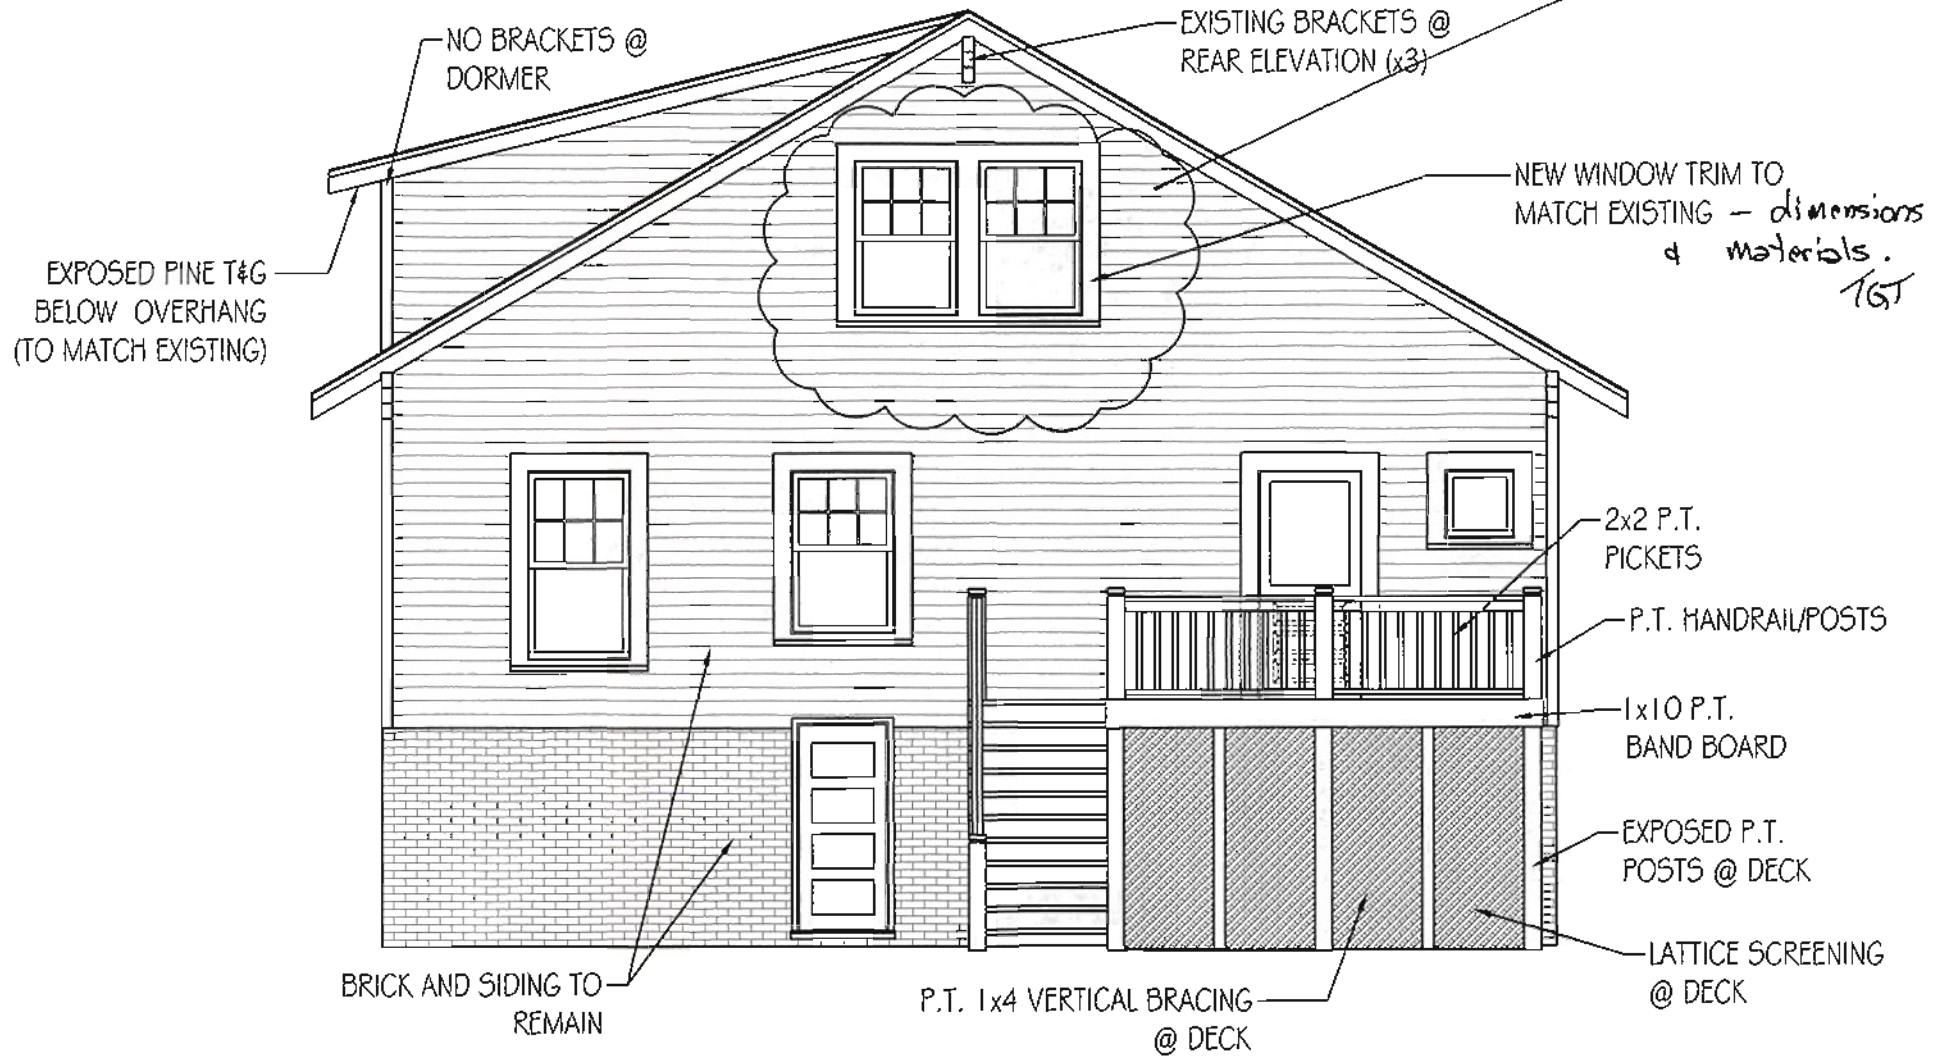 NO BRACKETS @
DORMER
EXISTING BRACKETS @
REAR ELEVATION (x3)
NEW WINDOW TRIM TO
MATCH EXISTING – dimensions
& materials.
TGT
EXPOSED PINE T&G
BELOW OVERHANG
(TO MATCH EXISTING)
2x2 P.T.
PICKETS
P.T. HANDRAIL/POSTS
1x10 P.T.
BAND BOARD
EXPOSED P.T.
POSTS @ DECK
LATTICE SCREENING
@ DECK
BRICK AND SIDING TO
REMAIN
P.T. 1x4 VERTICAL BRACING
@ DECK